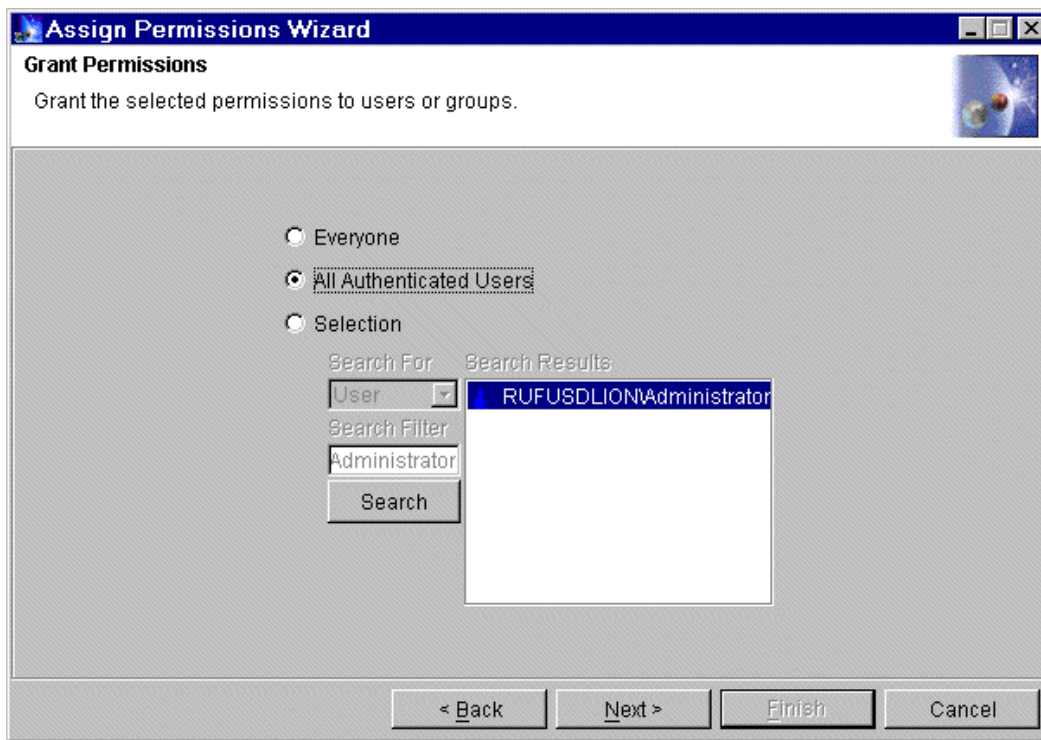 Assign Permissions Wizard
Grant Permissions
Grant the selected permissions to users or groups.
Everyone
All Authenticated Users
Selection
Search For
Search Results
User
RUFUSDLION\Administrator
Search Filter
Administrator
Search
< Back
Next >
Finish
Cancel